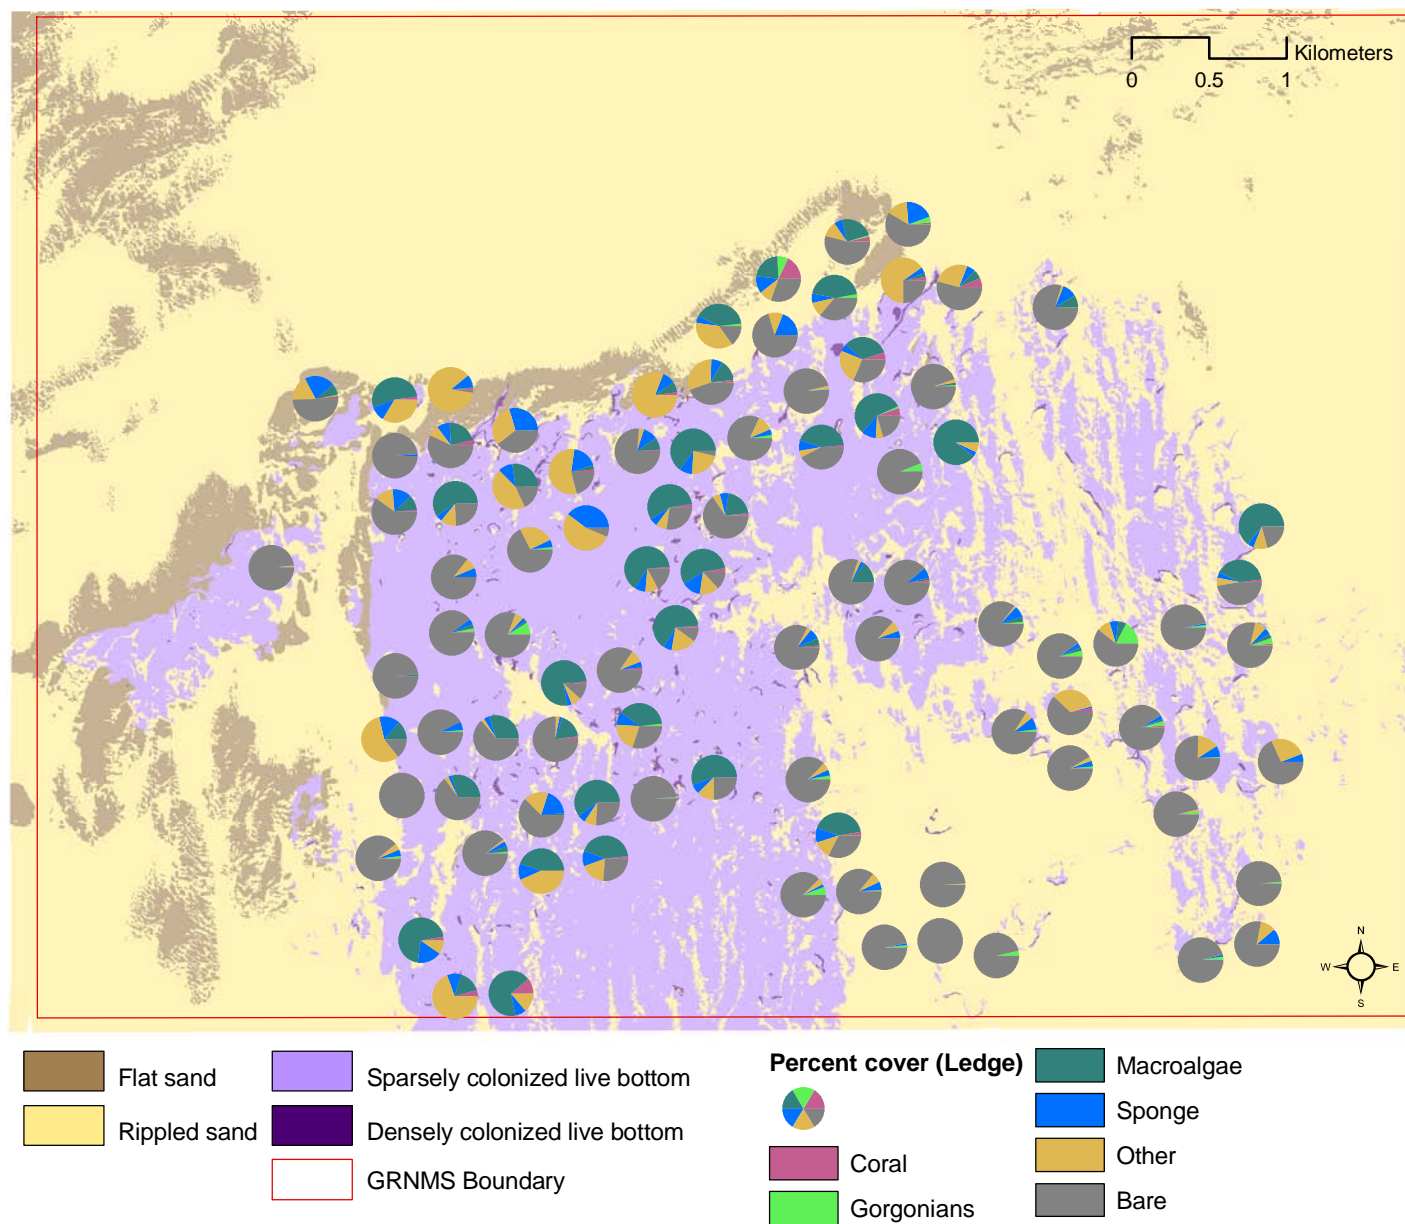 Kilometers
0 0.5 1
N
W E
S
Flat sand
Rippled sand
Sparsely colonized live bottom
Densely colonized live bottom
GRNMS Boundary
Percent cover (Ledge)
Coral
Gorgonians
Macroalgae
Sponge
Other
Bare